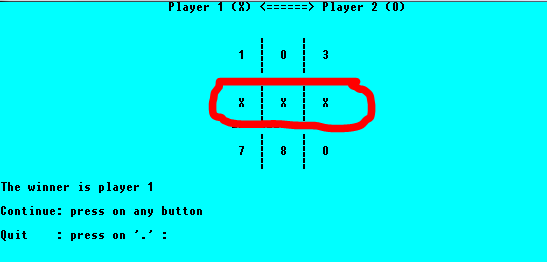 Player 1 (X) <======> Player 2 (O)
1 O 3
X X X
7 8 O
The winner is player 1
Continue: press on any button
Quit : press on '.' :